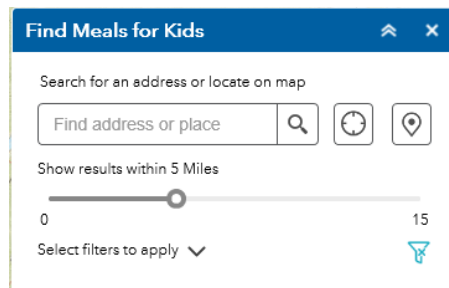 Find Meals for Kids
Search for an address or locate on map
Find address or place
Show results within 5 Miles
0 15
Select filters to apply